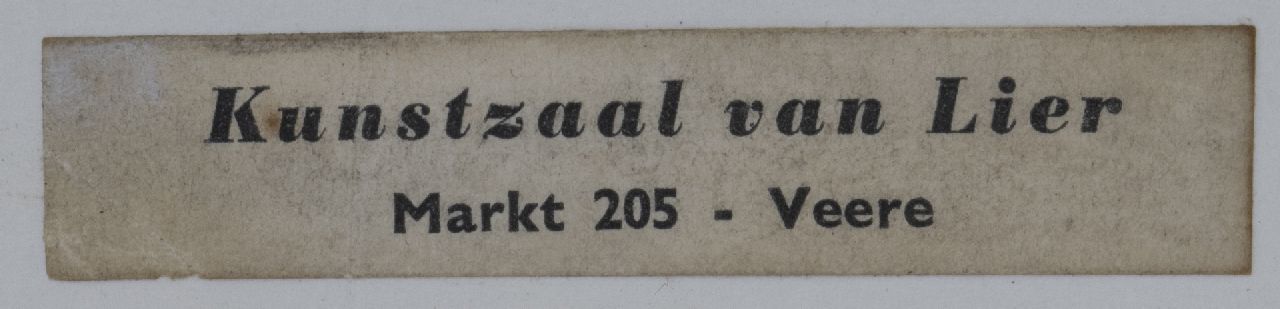 Kunstzaal van Lier
Markt 205 - Veere